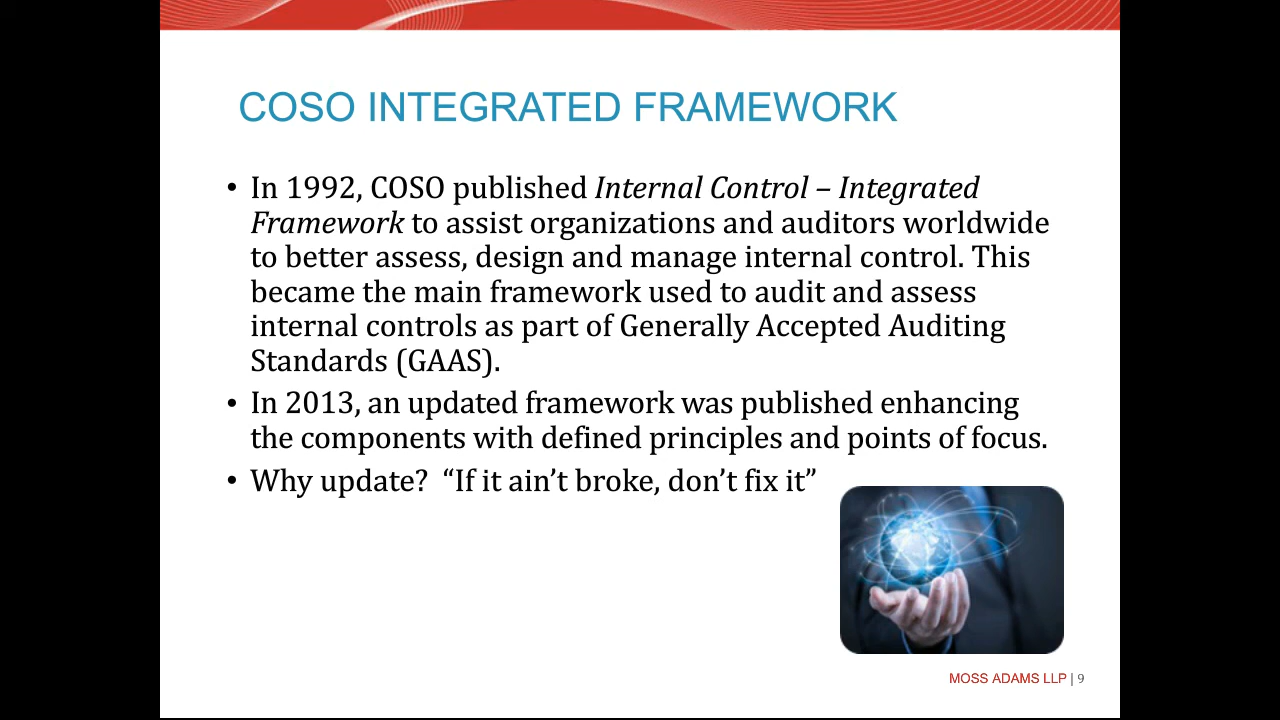 COSO INTEGRATED FRAMEWORK
• In 1992, COSO published Internal Control – Integrated
Framework to assist organizations and auditors worldwide
to better assess, design and manage internal control. This
became the main framework used to audit and assess
internal controls as part of Generally Accepted Auditing
Standards (GAAS).
• In 2013, an updated framework was published enhancing
the components with defined principles and points of focus.
• Why update?  “If it ain’t broke, don’t fix it”
MOSS ADAMS LLP | 9